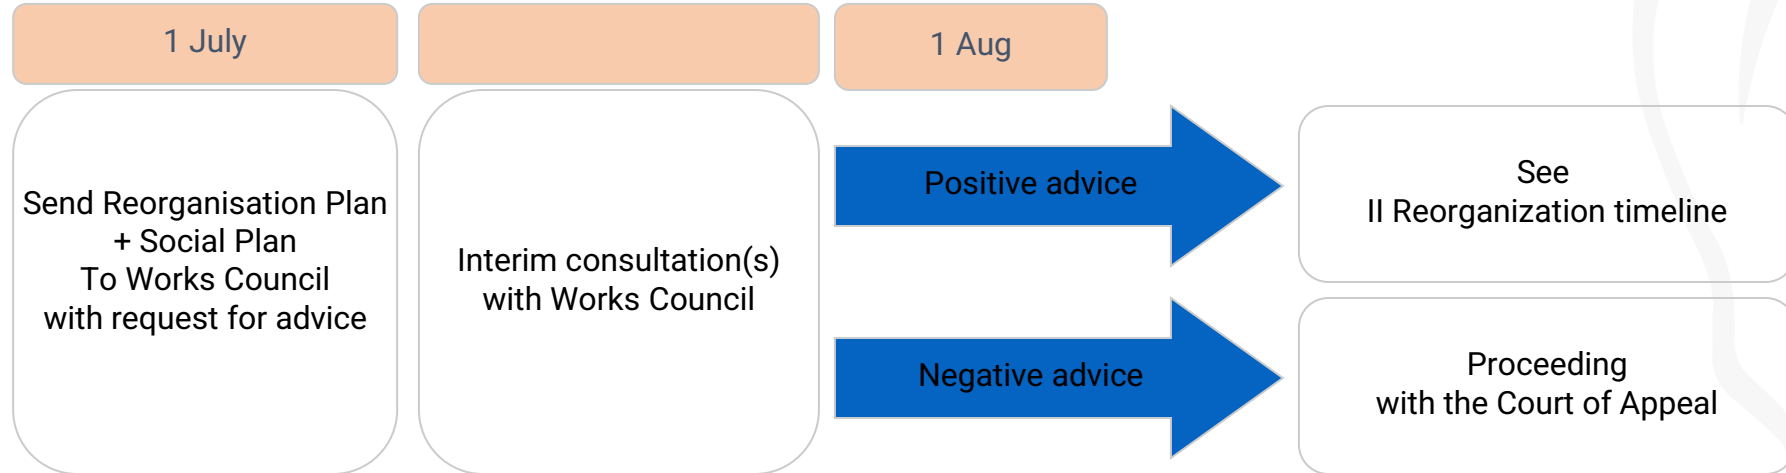 1 July
1 Aug
Send Reorganisation Plan
+ Social Plan
To Works Council
with request for advice
Interim consultation(s)
with Works Council
Positive advice
Negative advice
See
II Reorganization timeline
Proceeding
with the Court of Appeal